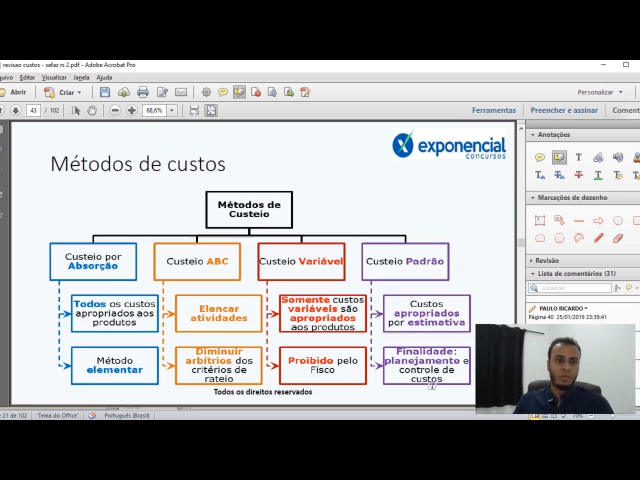 revisao custos - sefaz rs 2.pdf - Adobe Acrobat Pro
quivo Editar Visualizar Janela Ajuda
Abrir
Criar
Personalizar
43 / 102
68,6%
Ferramentas
Preencher e assinar
Coment
Métodos de custos
exponencial
concursos
Métodos de
Custeio
Custeio por
Absorção
Custeio ABC
Custeio Variável
Custeio Padrão
Todos os custos
apropriados aos
produtos
Elencar
atividades
Somente custos
variáveis são
apropriados
aos produtos
Custos
apropriados
por estimativa
Método
elementar
Diminuir
arbítrios dos
critérios de
rateio
Proibido pelo
Fisco
Finalidade:
planejamento e
controle de
custos
Todos os direitos reservados
Anotações
Marcações de desenho
Revisão
Lista de comentários (31)
Localizar
PAULO RICARDO
Página 40 25/01/2019 23:39:41
21 de 102
'Tema do Office'
Português (Brasil)
70%